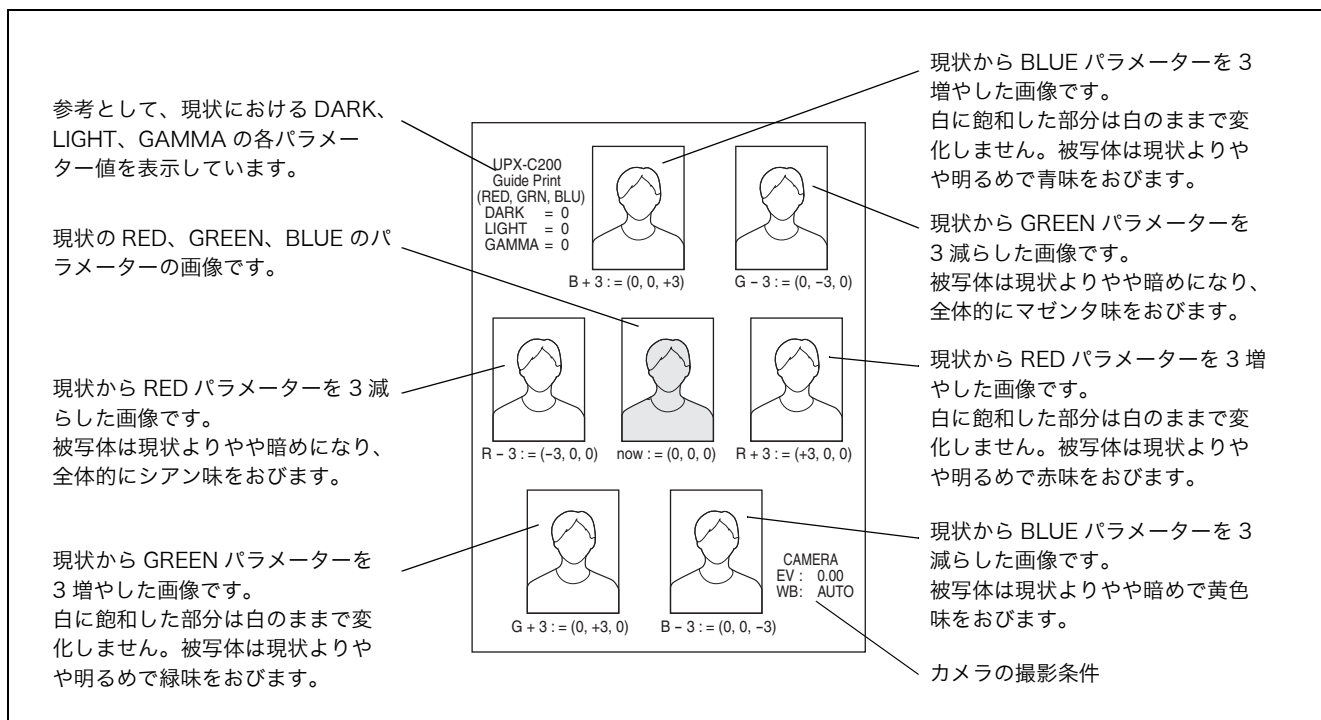 参考として、現状における DARK、
LIGHT、GAMMA の各パラメー
ター値を表示しています。
現状の RED、GREEN、BLUE のパ
ラメーターの画像です。
現状から RED パラメーターを 3 減
らした画像です。
被写体は現状よりやや暗めになり、
全体的にシアン味をおびます。
現状から GREEN パラメーターを
3 増やした画像です。
白に飽和した部分は白のままで変
化しません。被写体は現状よりや
や明るめで緑味をおびます。
UPX-C200
Guide Print
(RED, GRN, BLU)
DARK = 0
LIGHT = 0
GAMMA = 0
B + 3 : = (0, 0, +3)
G − 3 : = (0, −3, 0)
R − 3 : = (−3, 0, 0)
now : = (0, 0, 0)
R + 3 : = (+3, 0, 0)
G + 3 : = (0, +3, 0)
B − 3 : = (0, 0, −3)
CAMERA
EV : 0.00
WB: AUTO
現状から BLUE パラメーターを 3
増やした画像です。
白に飽和した部分は白のままで変
化しません。被写体は現状よりや
や明るめで青味をおびます。
現状から GREEN パラメーターを
3 減らした画像です。
被写体は現状よりやや暗めになり、
全体的にマゼンタ味をおびます。
現状から RED パラメーターを 3 増
やした画像です。
白に飽和した部分は白のままで変
化しません。被写体は現状よりや
や明るめで赤味をおびます。
現状から BLUE パラメーターを 3
減らした画像です。
被写体は現状よりやや暗めで黄色
味をおびます。
カメラの撮影条件